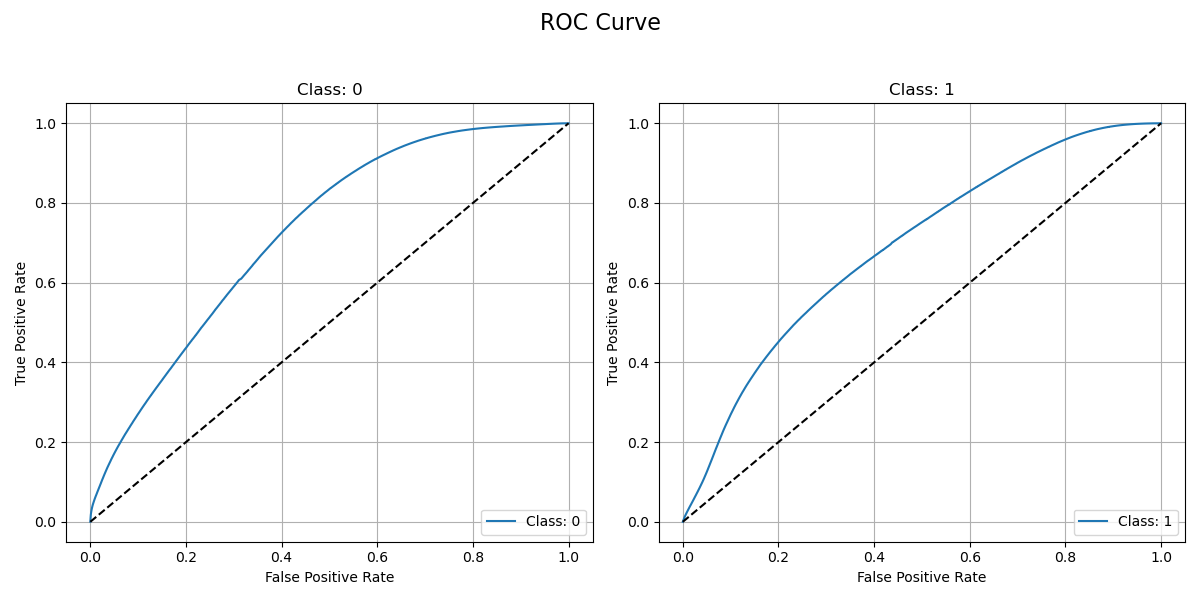 ROC Curve
Class: 0
True Positive Rate
1.0
0.8
0.6
0.4
0.2
0.0
0.0 0.2 0.4 0.6 0.8 1.0
False Positive Rate
Class: 0
Class: 1
True Positive Rate
1.0
0.8
0.6
0.4
0.2
0.0
0.0 0.2 0.4 0.6 0.8 1.0
False Positive Rate
Class: 1